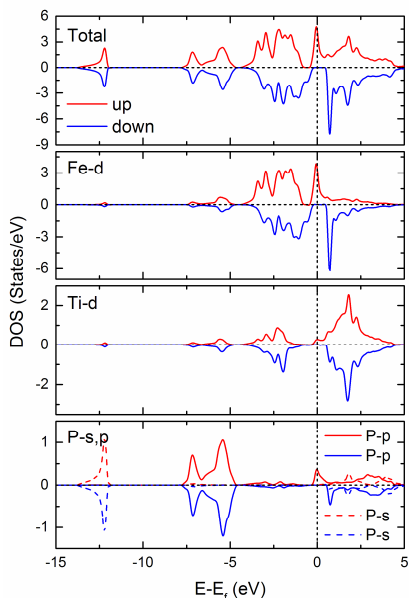 Total
6
3
0
-3
-6
-9
up
down
Fe-d
3
0
-3
-6
Ti-d
2
0
-2
P-s,p
1
0
-1
P-p
P-p
P-s
P-s
-15
-10
-5
0
5
DOS (States/eV)
E-E_f (eV)